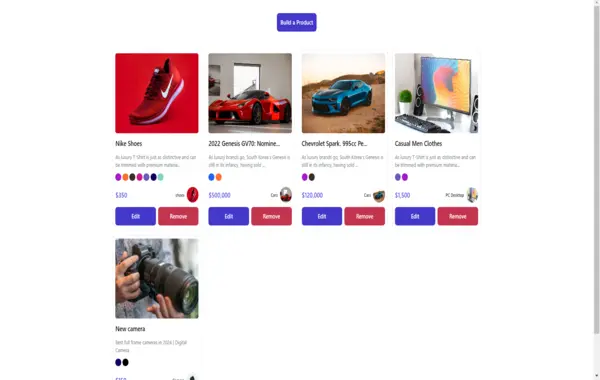 Build a Product
Nike Shoes
As luxury T-Shirt is just as distinctive and can
be trimmed with premium materia...
$350
shoes
Edit
Remove
2022 Genesis GV70: Nomine...
As luxury brands go, South Korea's Genesis is
still in its infancy, having sold ...
$500,000
Cars
Edit
Remove
Chevrolet Spark. 995cc Pe...
As luxury brands go, South Korea's Genesis is
still in its infancy, having sold ...
$120,000
Cars
Edit
Remove
Casual Men Clothes
As luxury T-Shirt is just as distinctive and can
be trimmed with premium materia...
$1,500
PC Desktop
Edit
Remove
New camera
Best full frame cameras of 2024 | Digital
Camera